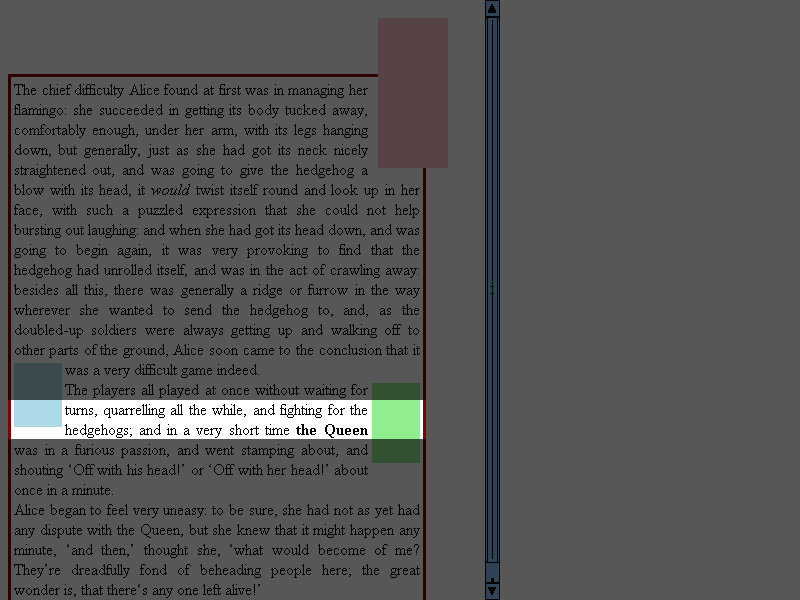 The chief difficulty Alice found at first was in managing her
flamingo: she succeeded in getting its body tucked away,
comfortably enough, under her arm, with its legs hanging
down, but generally, just as she had got its neck nicely
straightened out, and was going to give the hedgehog a
blow with its head, it would twist itself round and look up in her
face, with such a puzzled expression that she could not help
bursting out laughing: and when she had got its head down, and was
going to begin again, it was very provoking to find that the
hedgehog had unrolled itself, and was in the act of crawling away:
besides all this, there was generally a ridge or furrow in the way
wherever she wanted to send the hedgehog to, and, as the
doubled-up soldiers were always getting up and walking off to
other parts of the ground, Alice soon came to the conclusion that it
was a very difficult game indeed.
The players all played at once without waiting for
turns, quarrelling all the while, and fighting for the
hedgehogs; and in a very short time the Queen
was in a furious passion, and went stamping about, and
shouting ‘Off with his head!’ or ‘Off with her head!’ about
once in a minute.
Alice began to feel very uneasy: to be sure, she had not as yet had
any dispute with the Queen, but she knew that it might happen any
minute, ‘and then,’ thought she, ‘what would become of me?
They’re dreadfully fond of beheading people here; the great
wonder is, that there‘s any one left alive!’